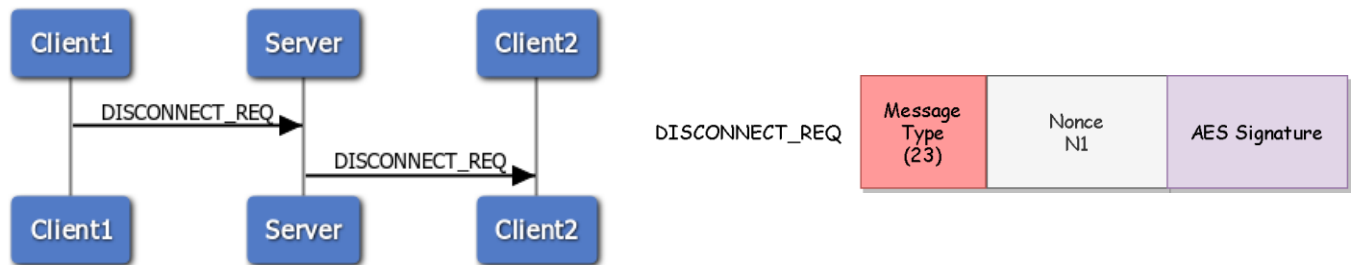 Client1
Server
Client2
DISCONNECT_REQ
DISCONNECT_REQ
Client1
Server
Client2
DISCONNECT_REQ
Message
Type
(23)
Nonce
N1
AES Signature